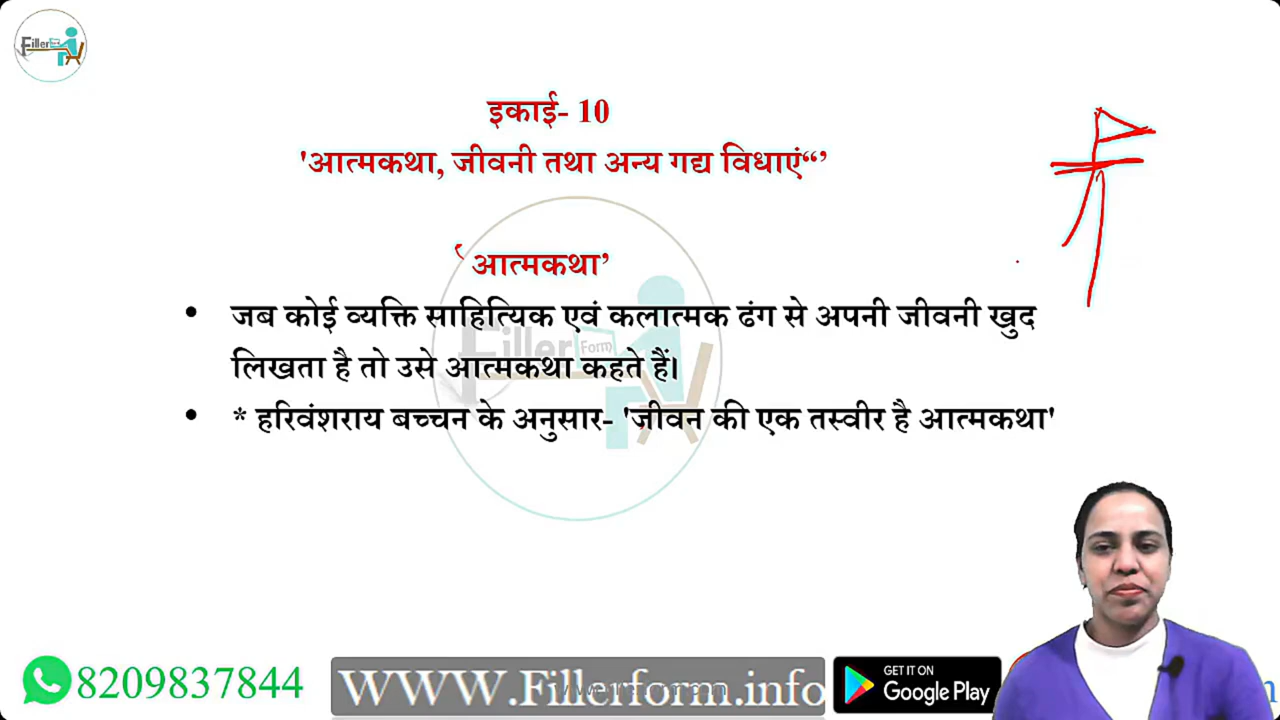 Filler
इकाई- 10
'आत्मकथा, जीवनी तथा अन्य गद्य विधाएं“’
‘आत्मकथा’
• जब कोई व्यक्ति साहित्यिक एवं कलात्मक ढंग से अपनी जीवनी खुद
लिखता है तो उसे आत्मकथा कहते हैं।
• * हरिवंशराय बच्चन के अनुसार- 'जीवन की एक तस्वीर है आत्मकथा'
Filler Form
8209837844
www.Fillerform.info
GET IT ON
Google Play